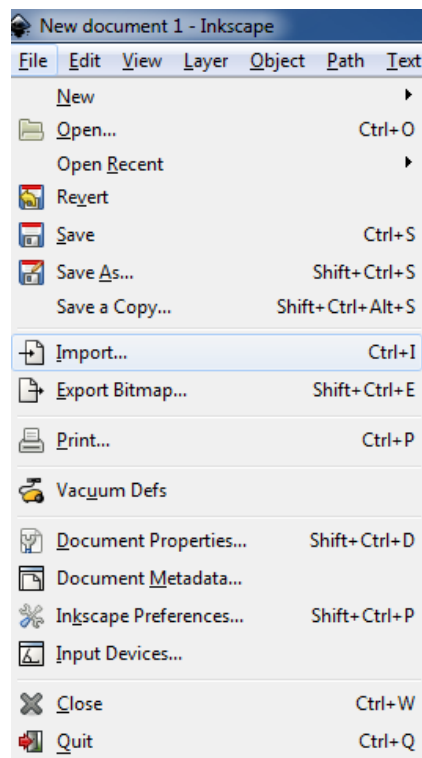 New document 1 - Inkscape
File Edit View Layer Object Path Text
New
Open... Ctrl+O
Open Recent
Revert
Save Ctrl+S
Save As... Shift+Ctrl+S
Save a Copy... Shift+Ctrl+Alt+S
Import... Ctrl+I
Export Bitmap... Shift+Ctrl+E
Print... Ctrl+P
Vacuum Defs
Document Properties... Shift+Ctrl+D
Document Metadata...
Inkscape Preferences... Shift+Ctrl+P
Input Devices...
Close Ctrl+W
Quit Ctrl+Q